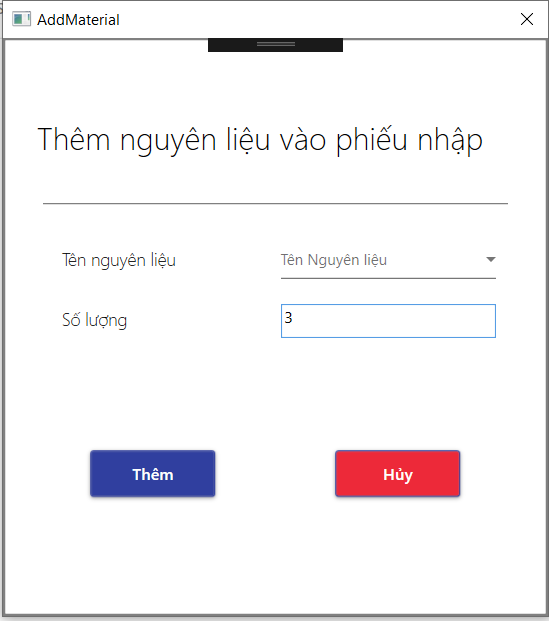 AddMaterial
Thêm nguyên liệu vào phiếu nhập
Tên nguyên liệu
Tên Nguyên liệu
Số lượng
3
Thêm
Hủy